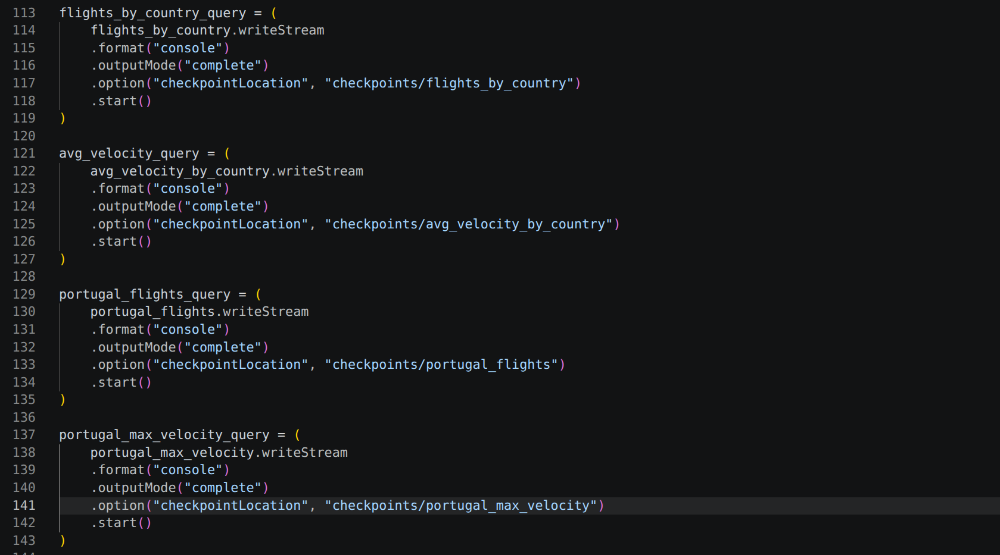 113 flights_by_country_query = (
114     flights_by_country.writeStream
115     .format("console")
116     .outputMode("complete")
117     .option("checkpointLocation", "checkpoints/flights_by_country")
118     .start()
119 )
120
121 avg_velocity_query = (
122     avg_velocity_by_country.writeStream
123     .format("console")
124     .outputMode("complete")
125     .option("checkpointLocation", "checkpoints/avg_velocity_by_country")
126     .start()
127 )
128
129 portugal_flights_query = (
130     portugal_flights.writeStream
131     .format("console")
132     .outputMode("complete")
133     .option("checkpointLocation", "checkpoints/portugal_flights")
134     .start()
135 )
136
137 portugal_max_velocity_query = (
138     portugal_max_velocity.writeStream
139     .format("console")
140     .outputMode("complete")
141     .option("checkpointLocation", "checkpoints/portugal_max_velocity")
142     .start()
143 )